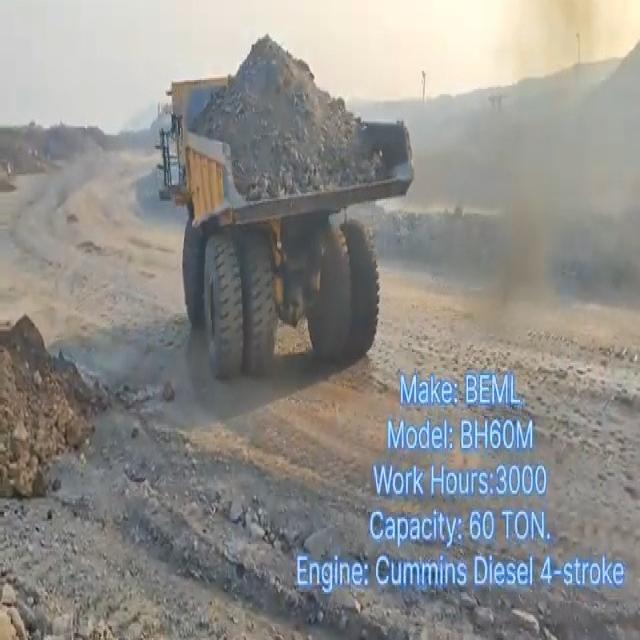 Make: BEML.
Model: BH60M
Work Hours:3000
Capacity: 60 TON.
Engine: Cummins Diesel 4-stroke